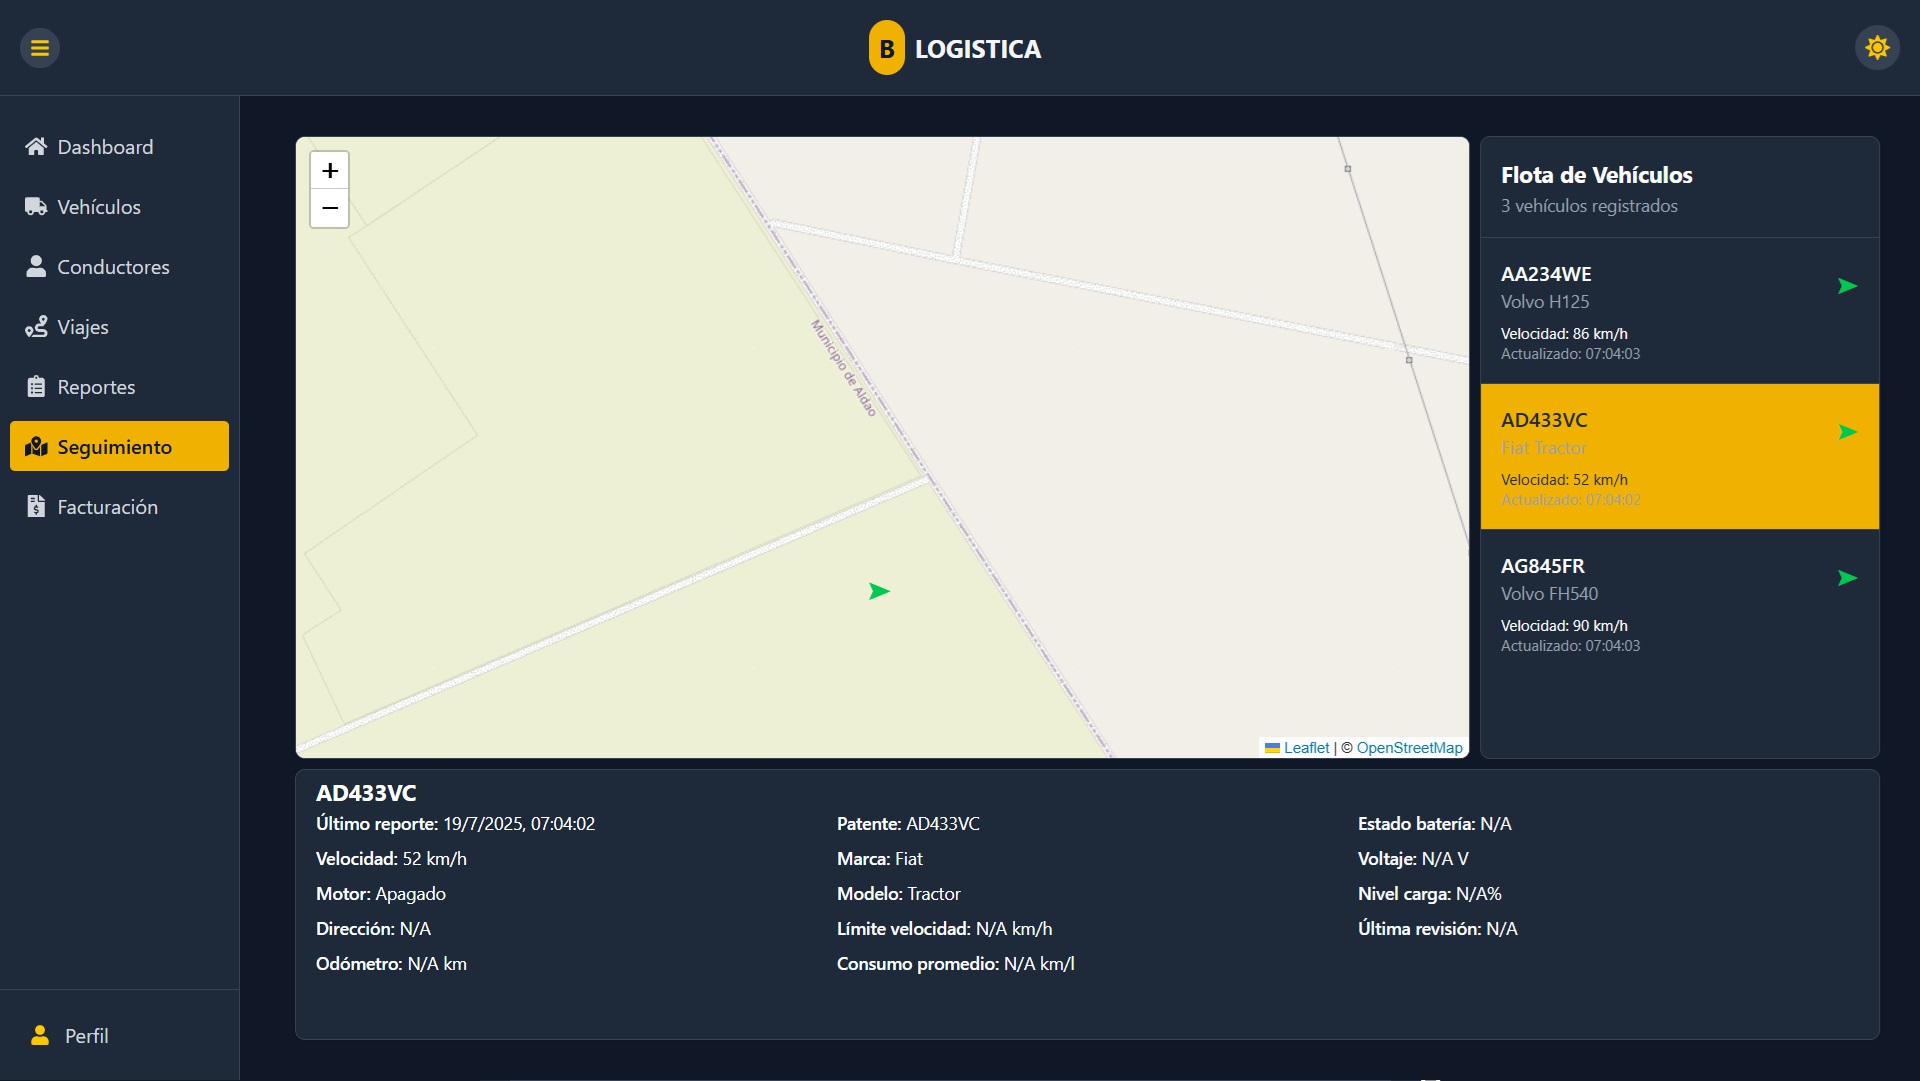 B LOGISTICA
Dashboard
Vehículos
Conductores
Viajes
Reportes
Seguimiento
Facturación
Perfil
+
−
Municipio de Aldao
Leaflet | © OpenStreetMap
Flota de Vehículos
3 vehículos registrados
AA234WE
Volvo H125
Velocidad: 86 km/h
Actualizado: 07:04:03
AD433VC
Fiat Tractor
Velocidad: 52 km/h
Actualizado: 07:04:02
AG845FR
Volvo FH540
Velocidad: 90 km/h
Actualizado: 07:04:03
AD433VC
Último reporte: 19/7/2025, 07:04:02
Velocidad: 52 km/h
Motor: Apagado
Dirección: N/A
Odómetro: N/A km
Patente: AD433VC
Marca: Fiat
Modelo: Tractor
Límite velocidad: N/A km/h
Consumo promedio: N/A km/l
Estado batería: N/A
Voltaje: N/A V
Nivel carga: N/A%
Última revisión: N/A